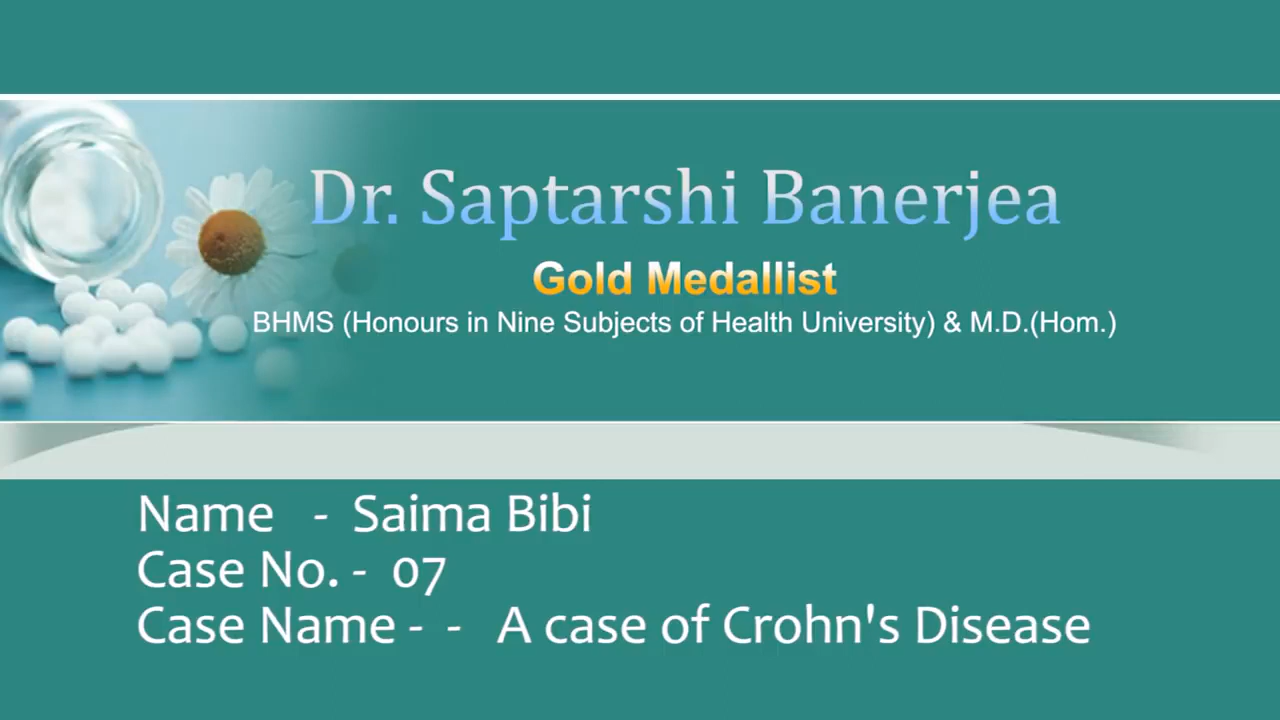 Dr. Saptarshi Banerjea
Gold Medallist
BHMS (Honours in Nine Subjects of Health University) & M.D.(Hom.)
Name - Saima Bibi
Case No. - 07
Case Name - - A case of Crohn's Disease